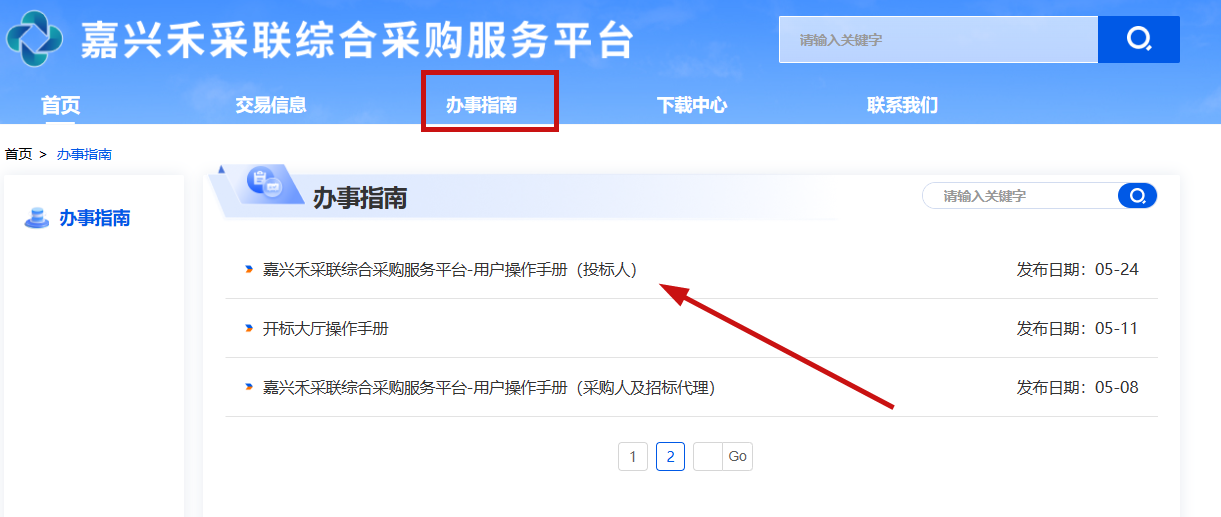 嘉兴禾采联综合采购服务平台
请输入关键字
首页 交易信息 办事指南 下载中心 联系我们
首页 > 办事指南
办事指南
办事指南
请输入关键字
嘉兴禾采联综合采购服务平台-用户操作手册（投标人） 发布日期：05-24
开标大厅操作手册 发布日期：05-11
嘉兴禾采联综合采购服务平台-用户操作手册（采购人及招标代理） 发布日期：05-08
1 2 Go